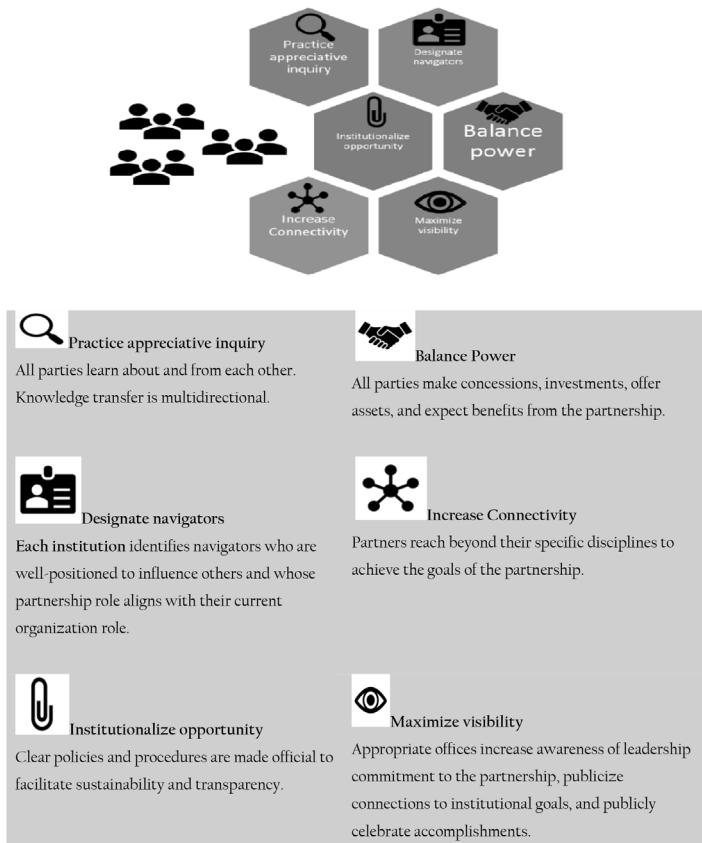 Practice
appreciative
inquiry
Designate
navigators
Institutionalize
opportunity
Balance
power
Increase
Connectivity
Maximize
visibility
Practice appreciative inquiry
All parties learn about and from each other.
Knowledge transfer is multidirectional.
Balance Power
All parties make concessions, investments, offer
assets, and expect benefits from the partnership.
Designate navigators
Each institution identifies navigators who are
well-positioned to influence others and whose
partnership role aligns with their current
organization role.
Increase Connectivity
Partners reach beyond their specific disciplines to
achieve the goals of the partnership.
Institutionalize opportunity
Clear policies and procedures are made official to
facilitate sustainability and transparency.
Maximize visibility
Appropriate offices increase awareness of leadership
commitment to the partnership, publicize
connections to institutional goals, and publicly
celebrate accomplishments.